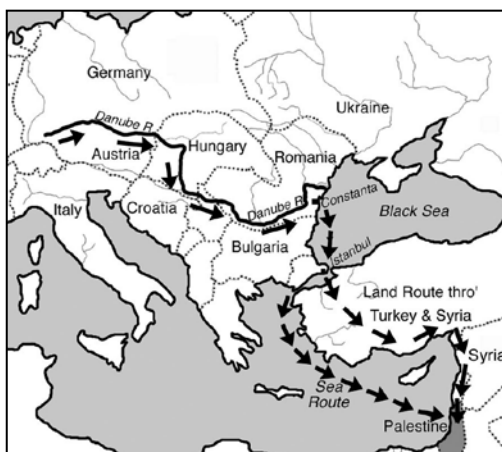 Germany
Ukraine
Danube R.
Hungary
Austria
Romania
Italy
Croatia
Danube R.
Constanta
Black Sea
Bulgaria
Istanbul
Land Route thro'
Turkey & Syria
Syria
Sea
Route
Palestine